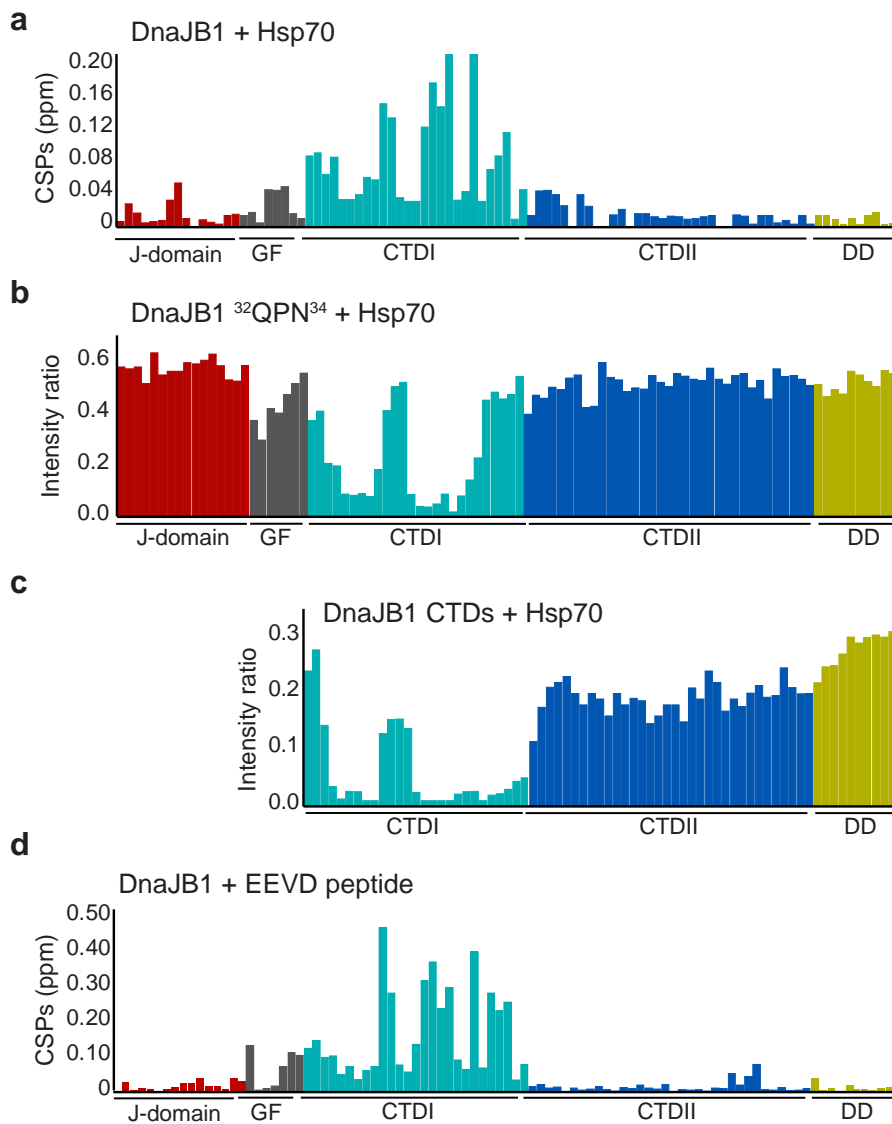 a
DnaJB1 + Hsp70
CSPs (ppm)
0.20
0.16
0.12
0.08
0.04
0
J-domain GF CTDI CTDII DD
b
DnaJB1 ³²QPN³⁴ + Hsp70
Intensity ratio
0.6
0.4
0.2
0.0
J-domain GF CTDI CTDII DD
c
DnaJB1 CTDs + Hsp70
Intensity ratio
0.3
0.2
0.1
0.0
CTDI CTDII DD
d
DnaJB1 + EEVD peptide
CSPs (ppm)
0.50
0.40
0.30
0.20
0.10
0
J-domain GF CTDI CTDII DD